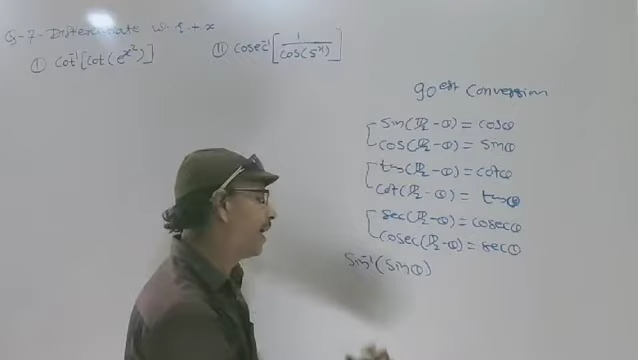 Q-7- Differentiate w.r.t x
① cot⁻¹[cot(e^x²)] ② cosec⁻¹[1/cos(5^x)]
90° Conversion
sin(π/2 - θ) = cosθ
cos(π/2 - θ) = sinθ
tan(π/2 - θ) = cotθ
cot(π/2 - θ) = tanθ
sec(π/2 - θ) = cosecθ
cosec(π/2 - θ) = secθ
sin⁻¹(sinθ)